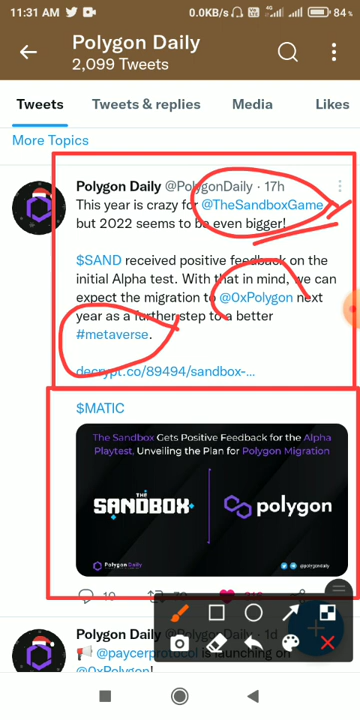 11:31 AM
0.0KB/s
4G
84%
Polygon Daily
2,099 Tweets
Tweets
Tweets & replies
Media
Likes
More Topics
Polygon Daily @PolygonDaily · 17h
This year is crazy for @TheSandboxGame,
but 2022 seems to be even bigger!
$SAND received positive feedback on the
initial Alpha test. With that in mind, we can
expect the migration to @0xPolygon next
year as a further step to a better
#metaverse.
decrypt.co/89494/sandbox-...
$MATIC
The Sandbox Gets Positive Feedback for the Alpha
Playtest, Unveiling the Plan for Polygon Migration
THE
SANDBOX
polygon
Polygon Daily
@polygondaily
10
Polygon Daily @Polygon Daily · 1d
@paycerprotocol is launching on
@0xPolygon!